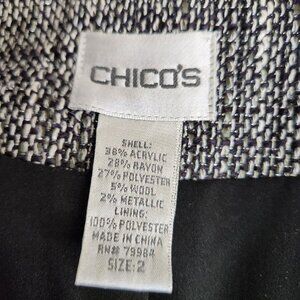 CHICO'S
SHELL:
38% ACRYLIC
28% RAYON
27% POLYESTER
5% WOOL
2% METALLIC
LINING:
100% POLYESTER
MADE IN CHINA
RN# 79984
SIZE: 2